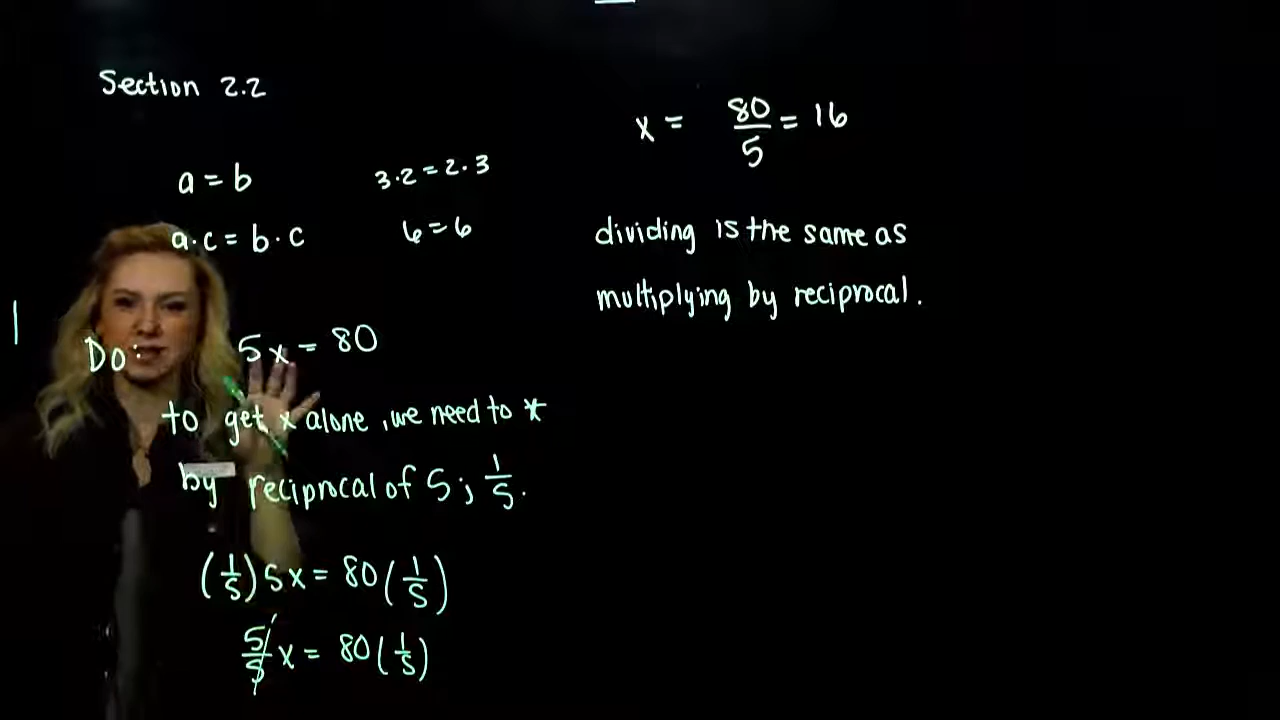 Section 2.2
a = b
3·2 = 2·3
a·c = b·c
6 = 6
Do: 5x = 80
to get x alone, we need to *
by reciprocal of 5; 1/5.
(1/5)5x = 80(1/5)
5/5 x = 80(1/5)
x = 80/5 = 16
dividing is the same as
multiplying by reciprocal.